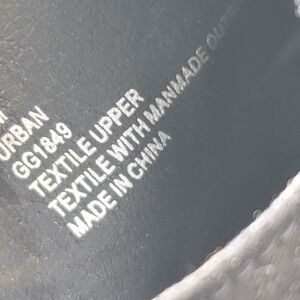 URBAN
GG1849
TEXTILE UPPER
TEXTILE WITH MANMADE
MADE IN CHINA